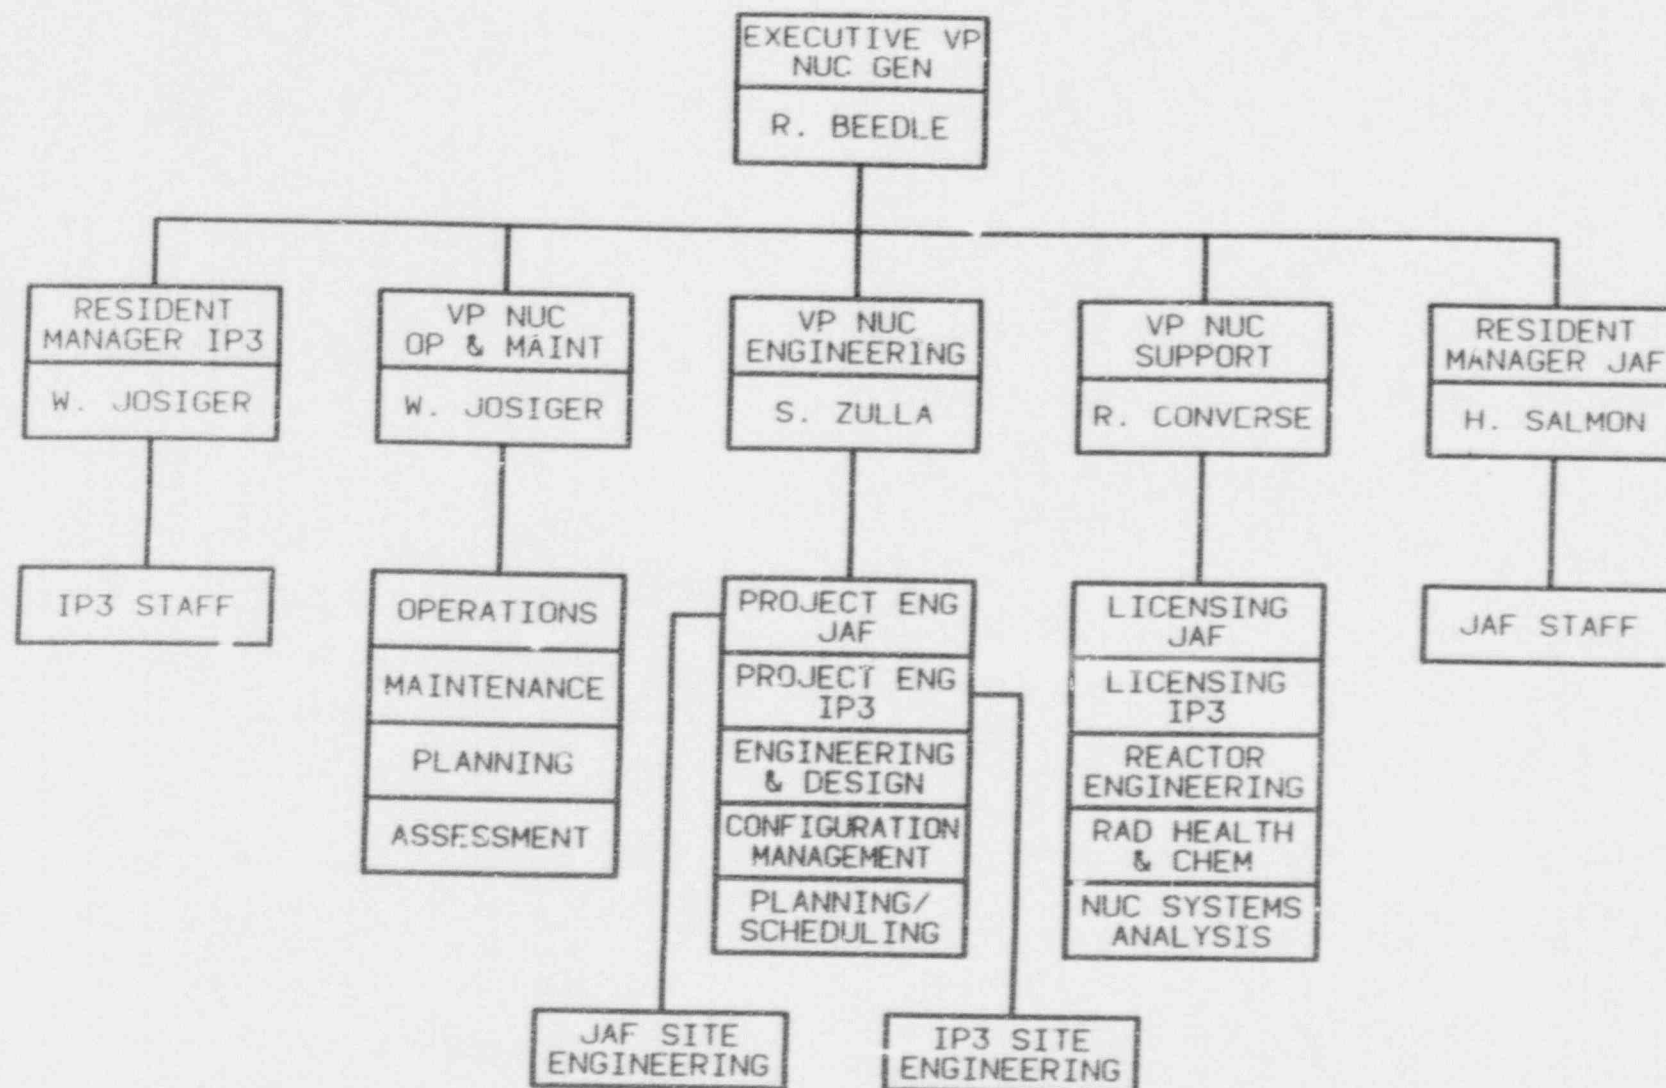 EXECUTIVE VP
NUC GEN
R. BEEDLE
RESIDENT
MANAGER IP3
W. JOSIGER
VP NUC
OP & MAINT
W. JOSIGER
VP NUC
ENGINEERING
S. ZULLA
VP NUC
SUPPORT
R. CONVERSE
RESIDENT
MANAGER JAF
H. SALMON
IP3 STAFF
OPERATIONS
MAINTENANCE
PLANNING
ASSESSMENT
PROJECT ENG
JAF
PROJECT ENG
IP3
ENGINEERING
& DESIGN
CONFIGURATION
MANAGEMENT
PLANNING/
SCHEDULING
LICENSING
JAF
LICENSING
IP3
REACTOR
ENGINEERING
RAD HEALTH
& CHEM
NUC SYSTEMS
ANALYSIS
JAF STAFF
JAF SITE
ENGINEERING
IP3 SITE
ENGINEERING